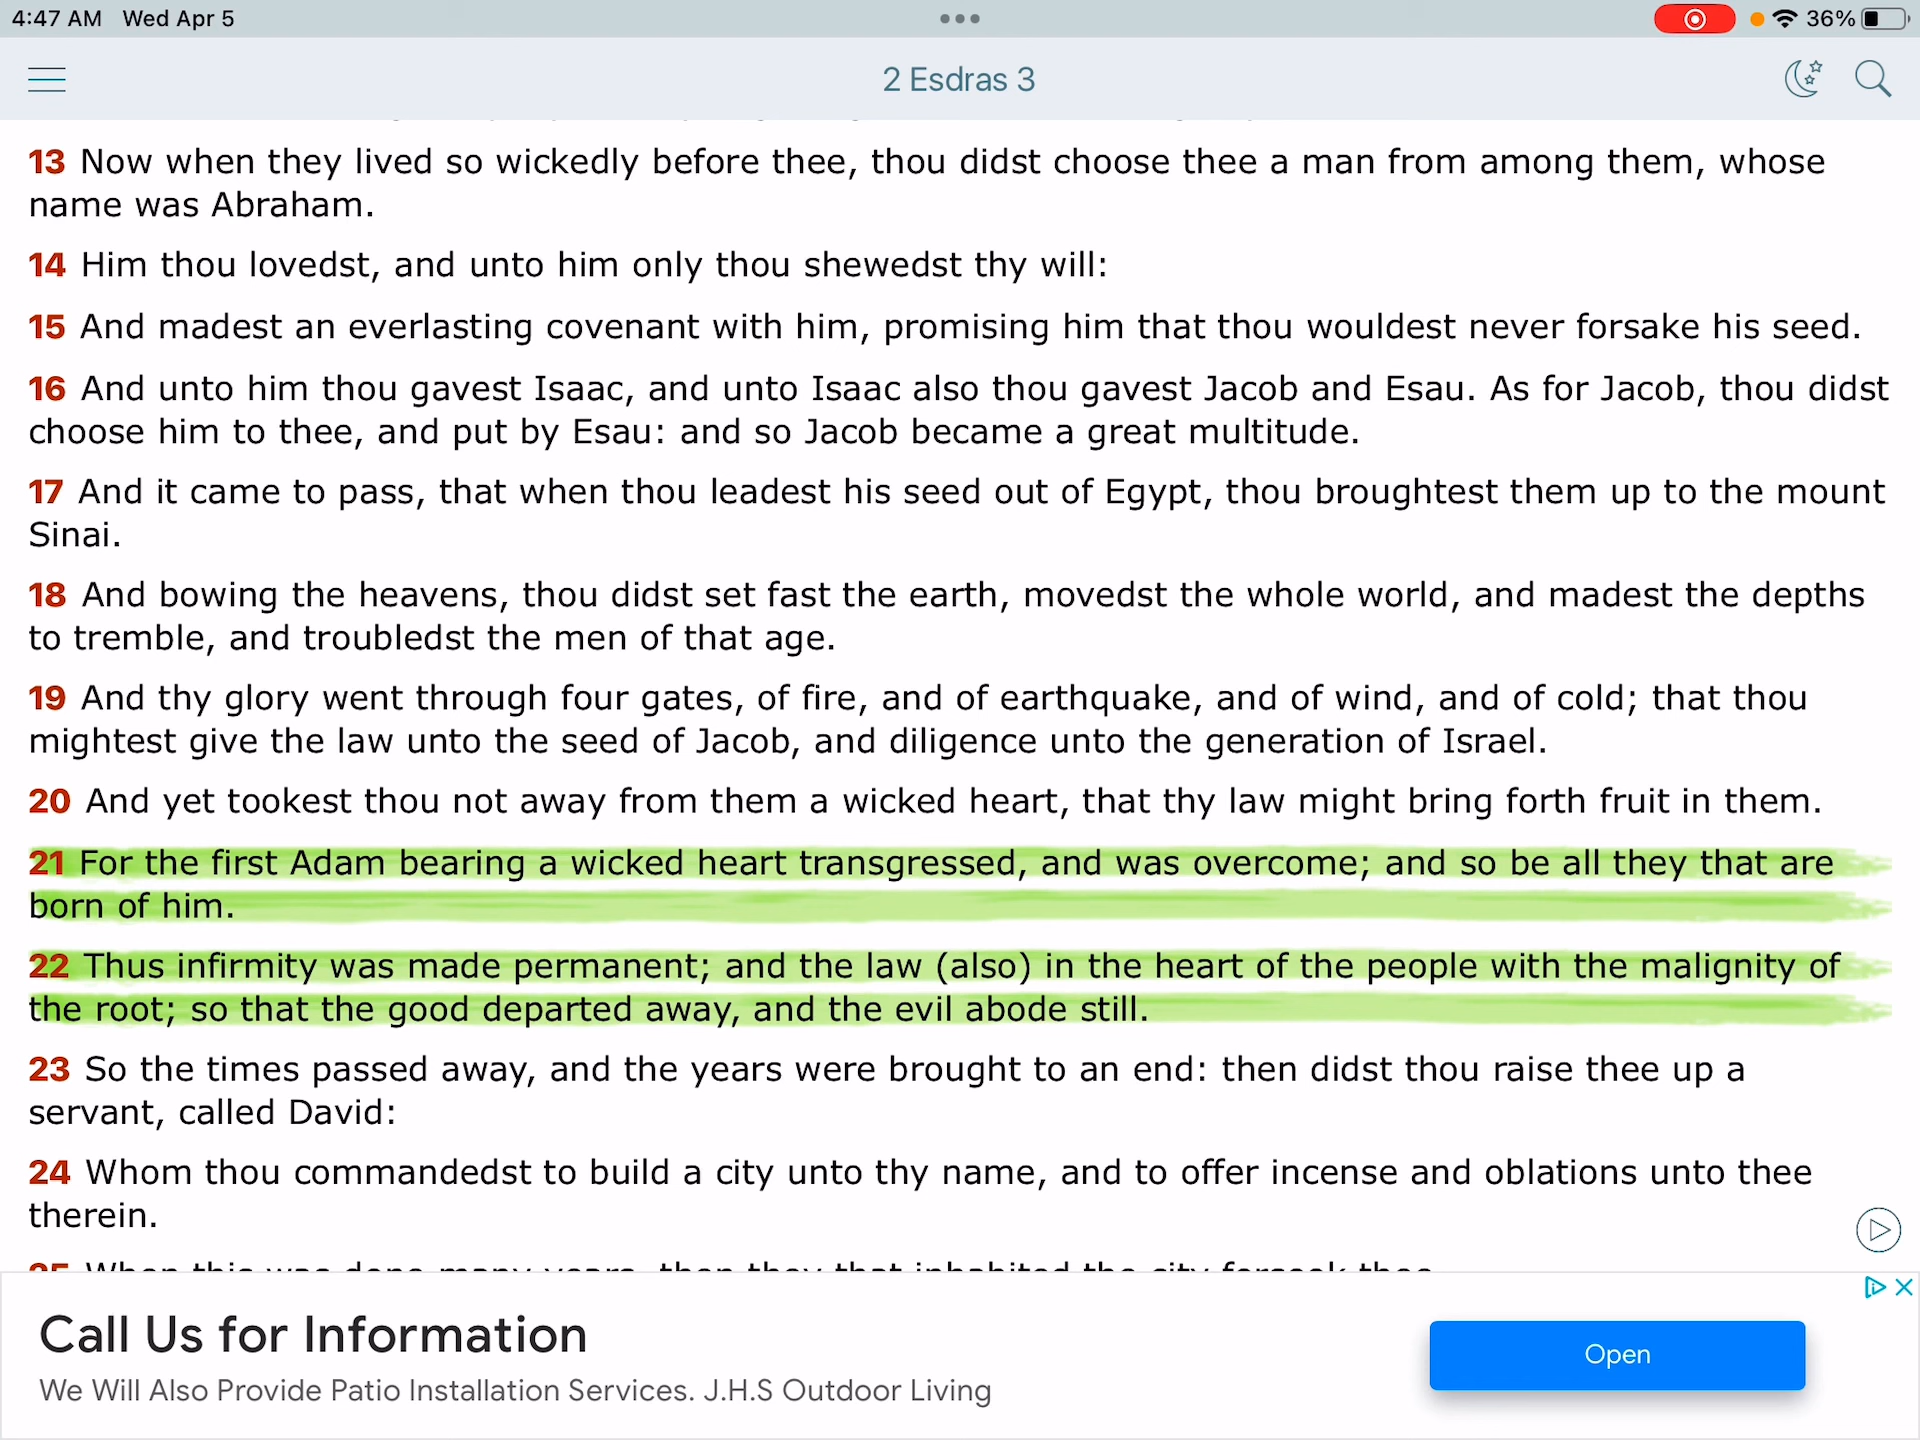 4:47 AM Wed Apr 5
36%
2 Esdras 3
13 Now when they lived so wickedly before thee, thou didst choose thee a man from among them, whose
name was Abraham.
14 Him thou lovedst, and unto him only thou shewedst thy will:
15 And madest an everlasting covenant with him, promising him that thou wouldest never forsake his seed.
16 And unto him thou gavest Isaac, and unto Isaac also thou gavest Jacob and Esau. As for Jacob, thou didst
choose him to thee, and put by Esau: and so Jacob became a great multitude.
17 And it came to pass, that when thou leadest his seed out of Egypt, thou broughtest them up to the mount
Sinai.
18 And bowing the heavens, thou didst set fast the earth, movedst the whole world, and madest the depths
to tremble, and troubledst the men of that age.
19 And thy glory went through four gates, of fire, and of earthquake, and of wind, and of cold; that thou
mightest give the law unto the seed of Jacob, and diligence unto the generation of Israel.
20 And yet tookest thou not away from them a wicked heart, that thy law might bring forth fruit in them.
21 For the first Adam bearing a wicked heart transgressed, and was overcome; and so be all they that are
born of him.
22 Thus infirmity was made permanent; and the law (also) in the heart of the people with the malignity of
the root; so that the good departed away, and the evil abode still.
23 So the times passed away, and the years were brought to an end: then didst thou raise thee up a
servant, called David:
24 Whom thou commandedst to build a city unto thy name, and to offer incense and oblations unto thee
therein.
25 When this was done many years, then they that inhabited the city forsook thee
Call Us for Information
We Will Also Provide Patio Installation Services. J.H.S Outdoor Living
Open